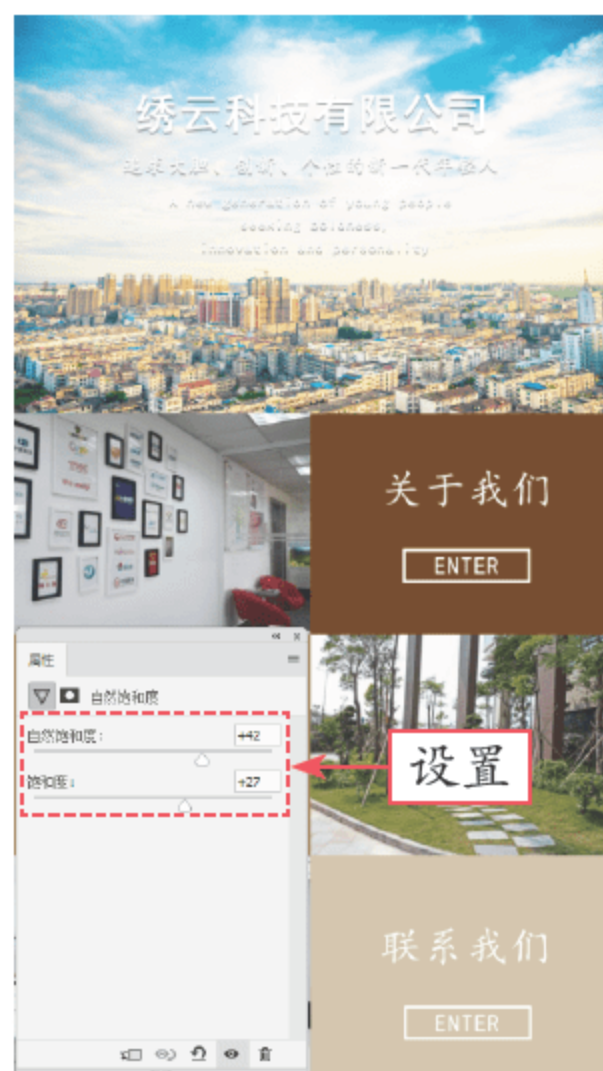 绣云科技有限公司
追求大胆、创新、个性的新一代年轻人
A new generation of young people
seeking boldness,
innovation and personality
关于我们
ENTER
属性
自然饱和度
自然饱和度：
+42
饱和度：
+27
设置
联系我们
ENTER